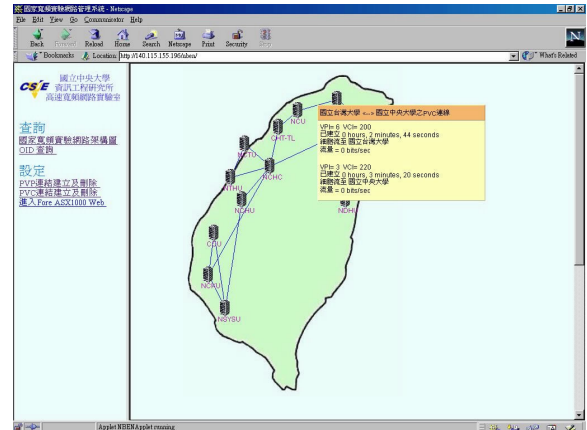 國家寬頻實驗網路管理系統 - Netscape
File Edit View Go Communicator Help
Back Forward Reload Home Search Netscape Print Security Stop
Bookmarks Location: http://140.115.155.196/nben/ What's Related
CSIE
國立中央大學
資訊工程研究所
高速寬頻網路實驗室
查詢
國家寬頻實驗網路架構圖
OID 查詢
設定
PVP連結建立及刪除
PVC連結建立及刪除
進入Fore ASX1000 Web
NCU
CHT-TL
NCTU
NCHC
NTHU
NCHU
NDHU
CCU
NCKU
NSYSU
國立台灣大學 <--> 國立中央大學之PVC連線
VPI= 6 VCI= 200
已建立 0 hours, 2 minutes, 44 seconds
細胞流至 國立台灣大學
流量 = 0 bits/sec
VPI= 3 VCI= 220
已建立 0 hours, 3 minutes, 20 seconds
細胞流至 國立中央大學
流量 = 0 bits/sec
Applet NBENApplet running